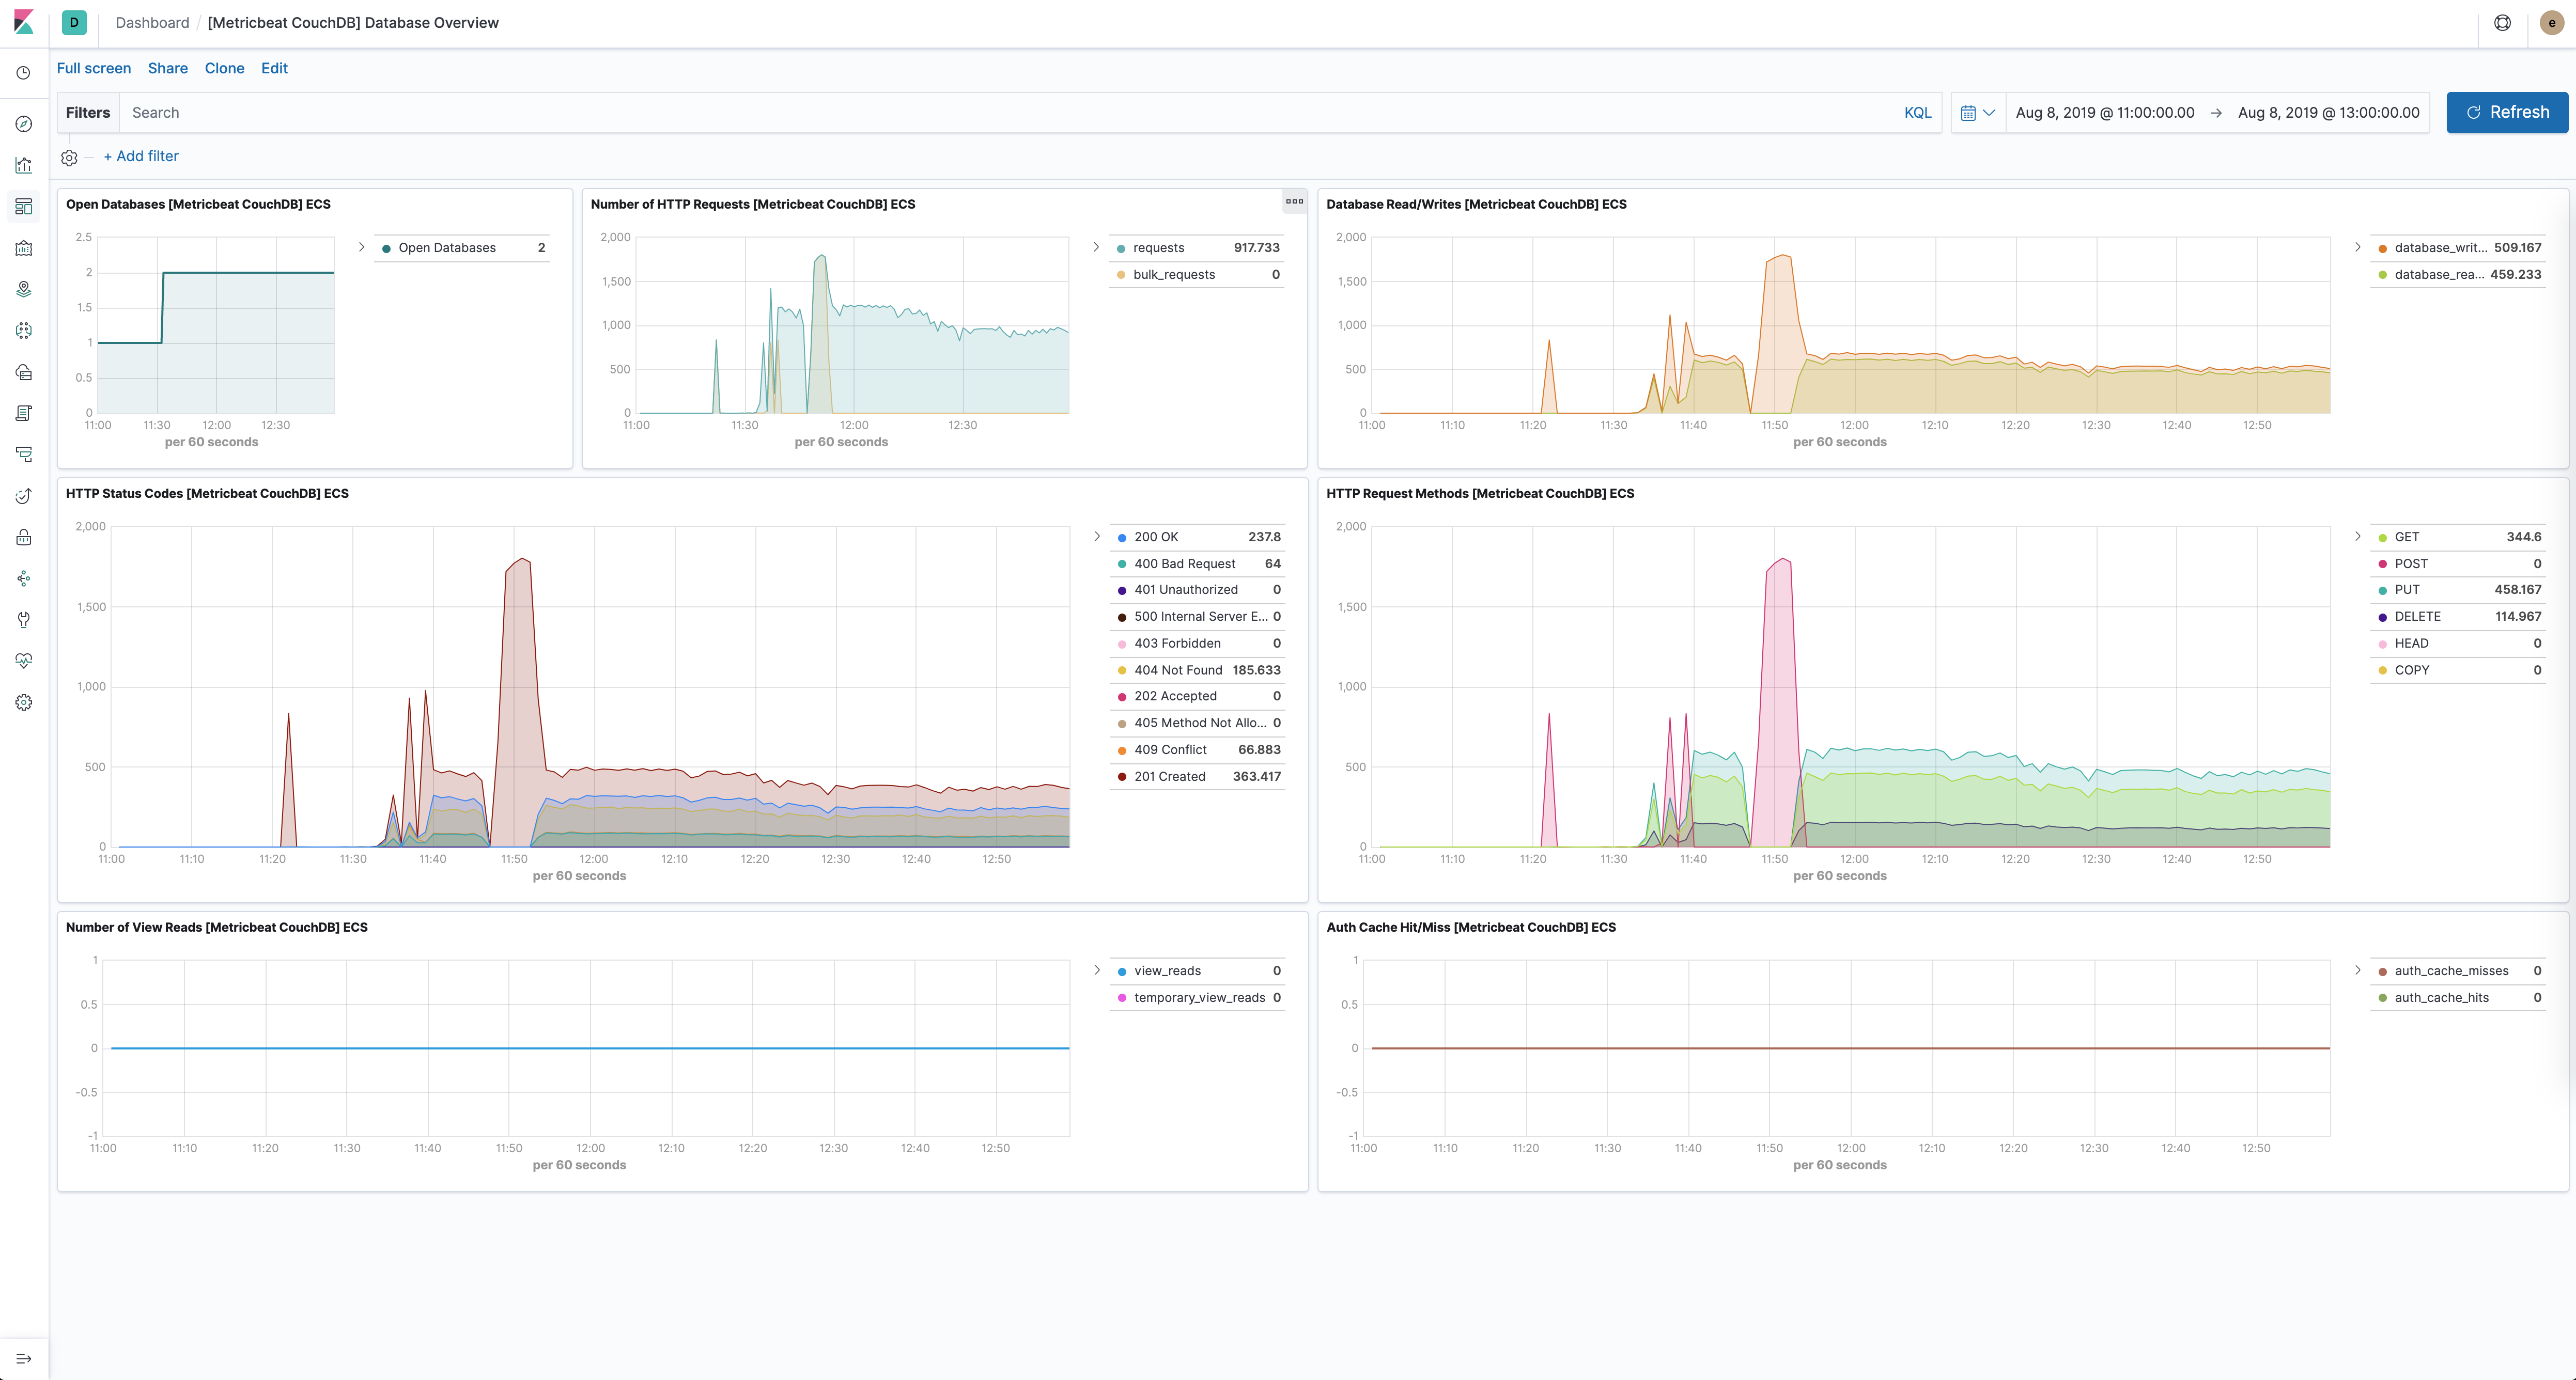 D Dashboard / [Metricbeat CouchDB] Database Overview e
Full screen Share Clone Edit
Filters Search KQL Aug 8, 2019 @ 11:00:00.00 → Aug 8, 2019 @ 13:00:00.00 Refresh
+ Add filter
Open Databases [Metricbeat CouchDB] ECS
2.5
2
1.5
1
0.5
0
11:00 11:30 12:00 12:30
per 60 seconds
Open Databases 2
Number of HTTP Requests [Metricbeat CouchDB] ECS
2,000
1,500
1,000
500
0
11:00 11:30 12:00 12:30
per 60 seconds
requests 917.733
bulk_requests 0
Database Read/Writes [Metricbeat CouchDB] ECS
2,000
1,500
1,000
500
0
11:00 11:10 11:20 11:30 11:40 11:50 12:00 12:10 12:20 12:30 12:40 12:50
per 60 seconds
database_writ... 509.167
database_rea... 459.233
HTTP Status Codes [Metricbeat CouchDB] ECS
2,000
1,500
1,000
500
0
11:00 11:10 11:20 11:30 11:40 11:50 12:00 12:10 12:20 12:30 12:40 12:50
per 60 seconds
200 OK 237.8
400 Bad Request 64
401 Unauthorized 0
500 Internal Server E... 0
403 Forbidden 0
404 Not Found 185.633
202 Accepted 0
405 Method Not Allo... 0
409 Conflict 66.883
201 Created 363.417
HTTP Request Methods [Metricbeat CouchDB] ECS
2,000
1,500
1,000
500
0
11:00 11:10 11:20 11:30 11:40 11:50 12:00 12:10 12:20 12:30 12:40 12:50
per 60 seconds
GET 344.6
POST 0
PUT 458.167
DELETE 114.967
HEAD 0
COPY 0
Number of View Reads [Metricbeat CouchDB] ECS
1
0.5
0
-0.5
-1
11:00 11:10 11:20 11:30 11:40 11:50 12:00 12:10 12:20 12:30 12:40 12:50
per 60 seconds
view_reads 0
temporary_view_reads 0
Auth Cache Hit/Miss [Metricbeat CouchDB] ECS
1
0.5
0
-0.5
-1
11:00 11:10 11:20 11:30 11:40 11:50 12:00 12:10 12:20 12:30 12:40 12:50
per 60 seconds
auth_cache_misses 0
auth_cache_hits 0